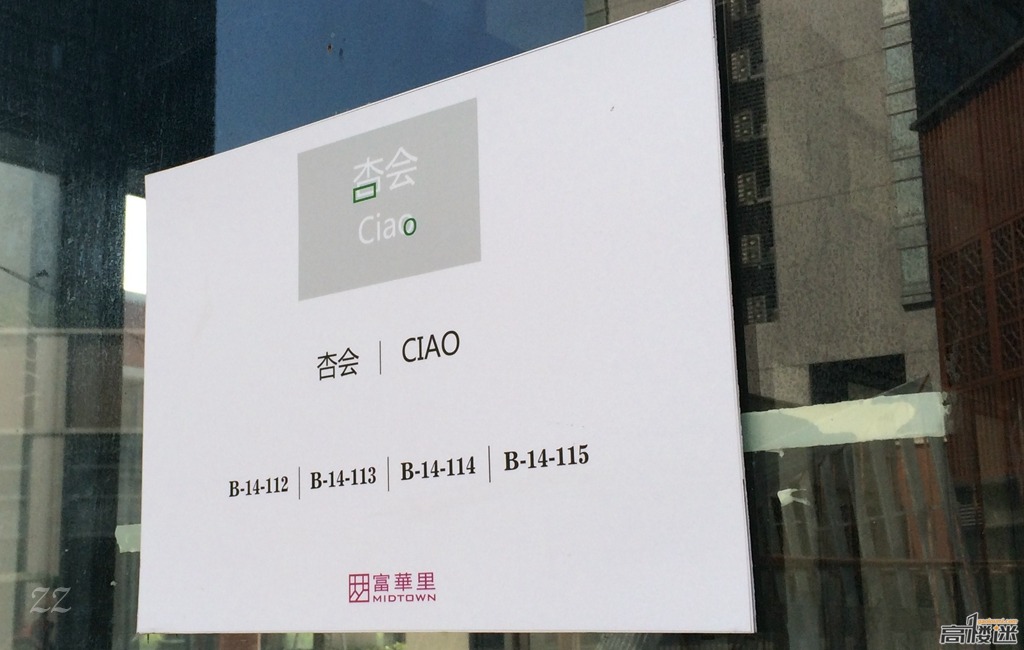 杏会
Ciao
杏会 | CIAO
B-14-112 | B-14-113 | B-14-114 | B-14-115
富華里
MIDTOWN
ZZ
高楼迷